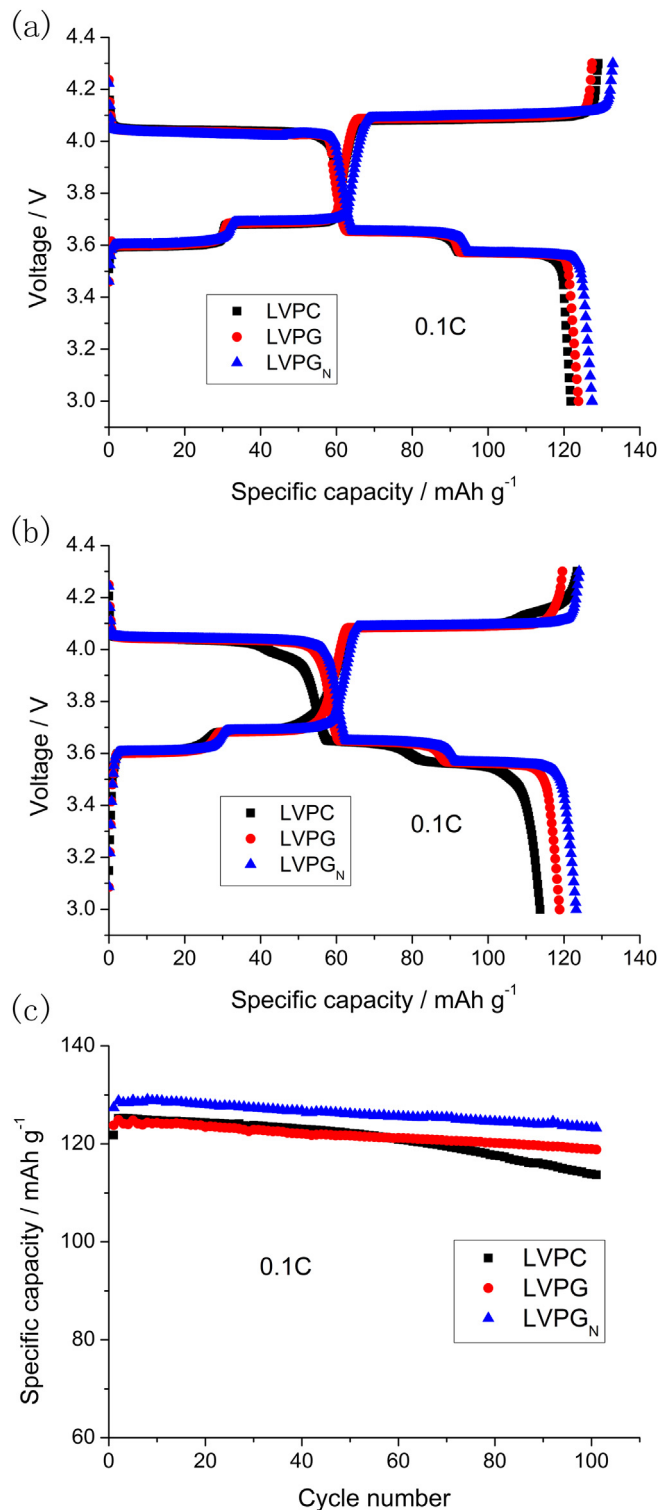 (a)
4.4
4.2
4.0
3.8
3.6
3.4
3.2
3.0
Voltage / V
LVPC
LVPG
LVPG_N
0.1C
0 20 40 60 80 100 120 140
Specific capacity / mAh g⁻¹
(b)
4.4
4.2
4.0
3.8
3.6
3.4
3.2
3.0
Voltage / V
LVPC
LVPG
LVPG_N
0.1C
0 20 40 60 80 100 120 140
Specific capacity / mAh g⁻¹
(c)
140
120
100
80
60
Specific capacity / mAh g⁻¹
0.1C
LVPC
LVPG
LVPG_N
0 20 40 60 80 100
Cycle number